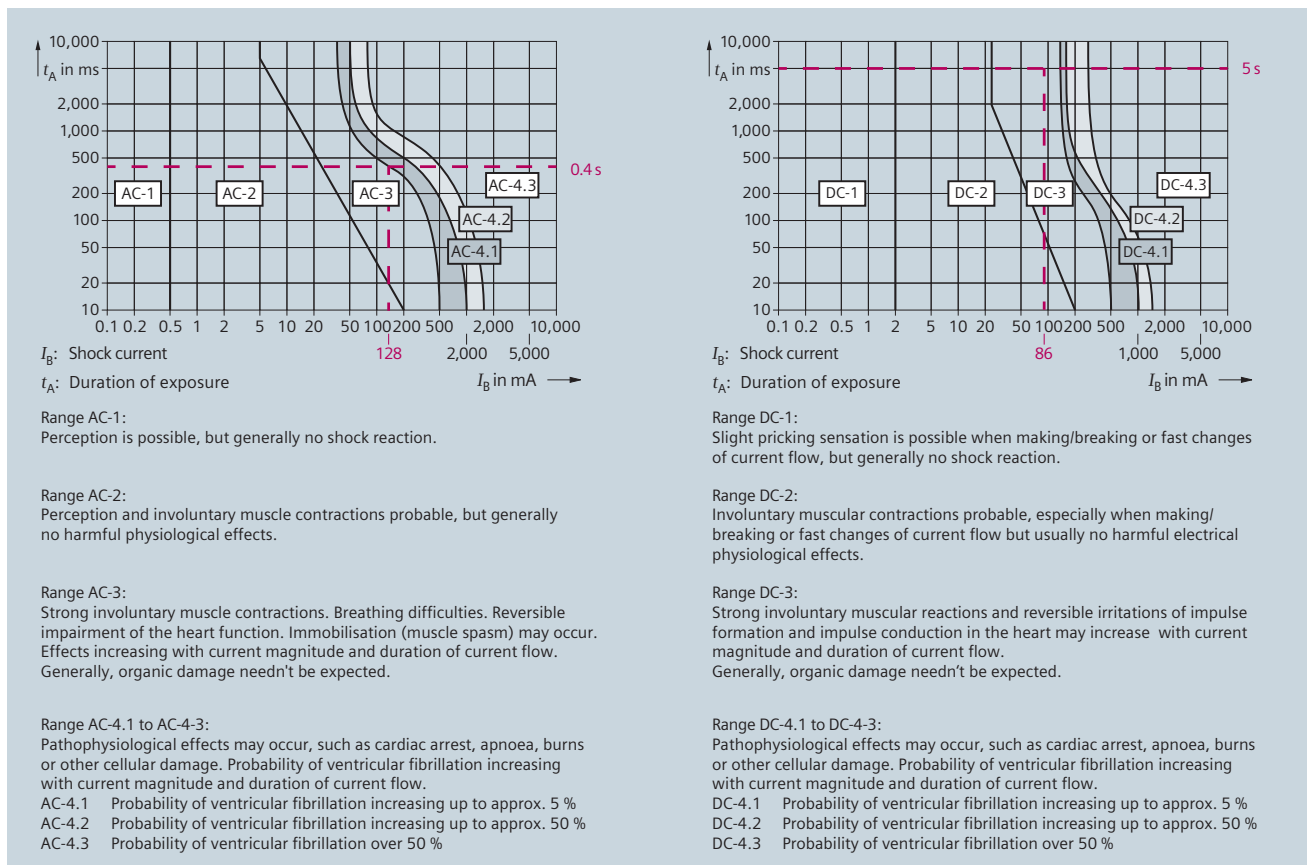 10,000
tA in ms
2,000
1,000
500
200
100
50
20
10
0.4 s
AC-1
AC-2
AC-3
AC-4.3
AC-4.2
AC-4.1
0.1 0.2 0.5 1 2 5 10 20 50 100 200 500 2,000 10,000
128 2,000 5,000
IB: Shock current
tA: Duration of exposure
IB in mA
Range AC-1:
Perception is possible, but generally no shock reaction.
Range AC-2:
Perception and involuntary muscle contractions probable, but generally
no harmful physiological effects.
Range AC-3:
Strong involuntary muscle contractions. Breathing difficulties. Reversible
impairment of the heart function. Immobilisation (muscle spasm) may occur.
Effects increasing with current magnitude and duration of current flow.
Generally, organic damage needn't be expected.
Range AC-4.1 to AC-4-3:
Pathophysiological effects may occur, such as cardiac arrest, apnoea, burns
or other cellular damage. Probability of ventricular fibrillation increasing
with current magnitude and duration of current flow.
AC-4.1 Probability of ventricular fibrillation increasing up to approx. 5 %
AC-4.2 Probability of ventricular fibrillation increasing up to approx. 50 %
AC-4.3 Probability of ventricular fibrillation over 50 %
10,000
tA in ms
2,000
1,000
500
200
100
50
20
10
5 s
DC-1
DC-2
DC-3
DC-4.3
DC-4.2
DC-4.1
0.1 0.2 0.5 1 2 5 10 20 50 100 200 500 2,000 10,000
86 1,000 5,000
IB: Shock current
tA: Duration of exposure
IB in mA
Range DC-1:
Slight pricking sensation is possible when making/breaking or fast changes
of current flow, but generally no shock reaction.
Range DC-2:
Involuntary muscular contractions probable, especially when making/
breaking or fast changes of current flow but usually no harmful electrical
physiological effects.
Range DC-3:
Strong involuntary muscular reactions and reversible irritations of impulse
formation and impulse conduction in the heart may increase with current
magnitude and duration of current flow.
Generally, organic damage needn't be expected.
Range DC-4.1 to DC-4-3:
Pathophysiological effects may occur, such as cardiac arrest, apnoea, burns
or other cellular damage. Probability of ventricular fibrillation increasing
with current magnitude and duration of current flow.
DC-4.1 Probability of ventricular fibrillation increasing up to approx. 5 %
DC-4.2 Probability of ventricular fibrillation increasing up to approx. 50 %
DC-4.3 Probability of ventricular fibrillation over 50 %